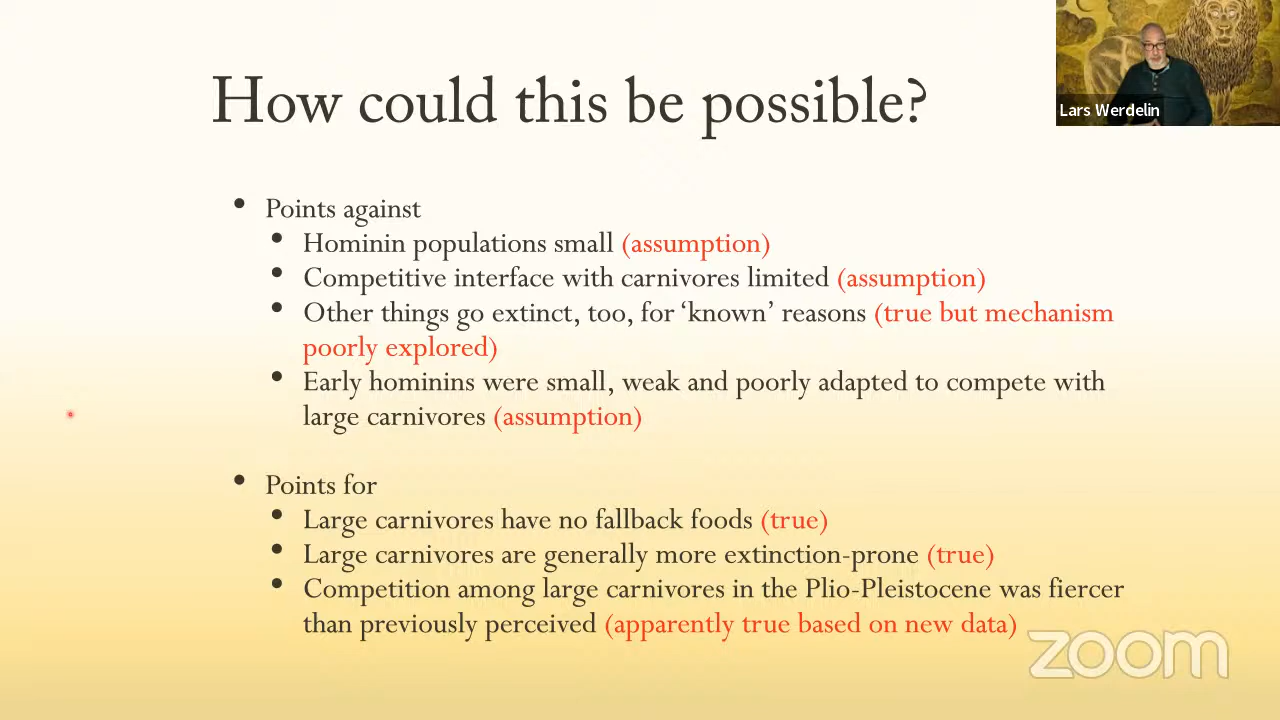 How could this be possible?
Lars Werdelin
• Points against
• Hominin populations small (assumption)
• Competitive interface with carnivores limited (assumption)
• Other things go extinct, too, for ‘known’ reasons (true but mechanism
poorly explored)
• Early hominins were small, weak and poorly adapted to compete with
large carnivores (assumption)
• Points for
• Large carnivores have no fallback foods (true)
• Large carnivores are generally more extinction-prone (true)
• Competition among large carnivores in the Plio-Pleistocene was fiercer
than previously perceived (apparently true based on new data)
zoom